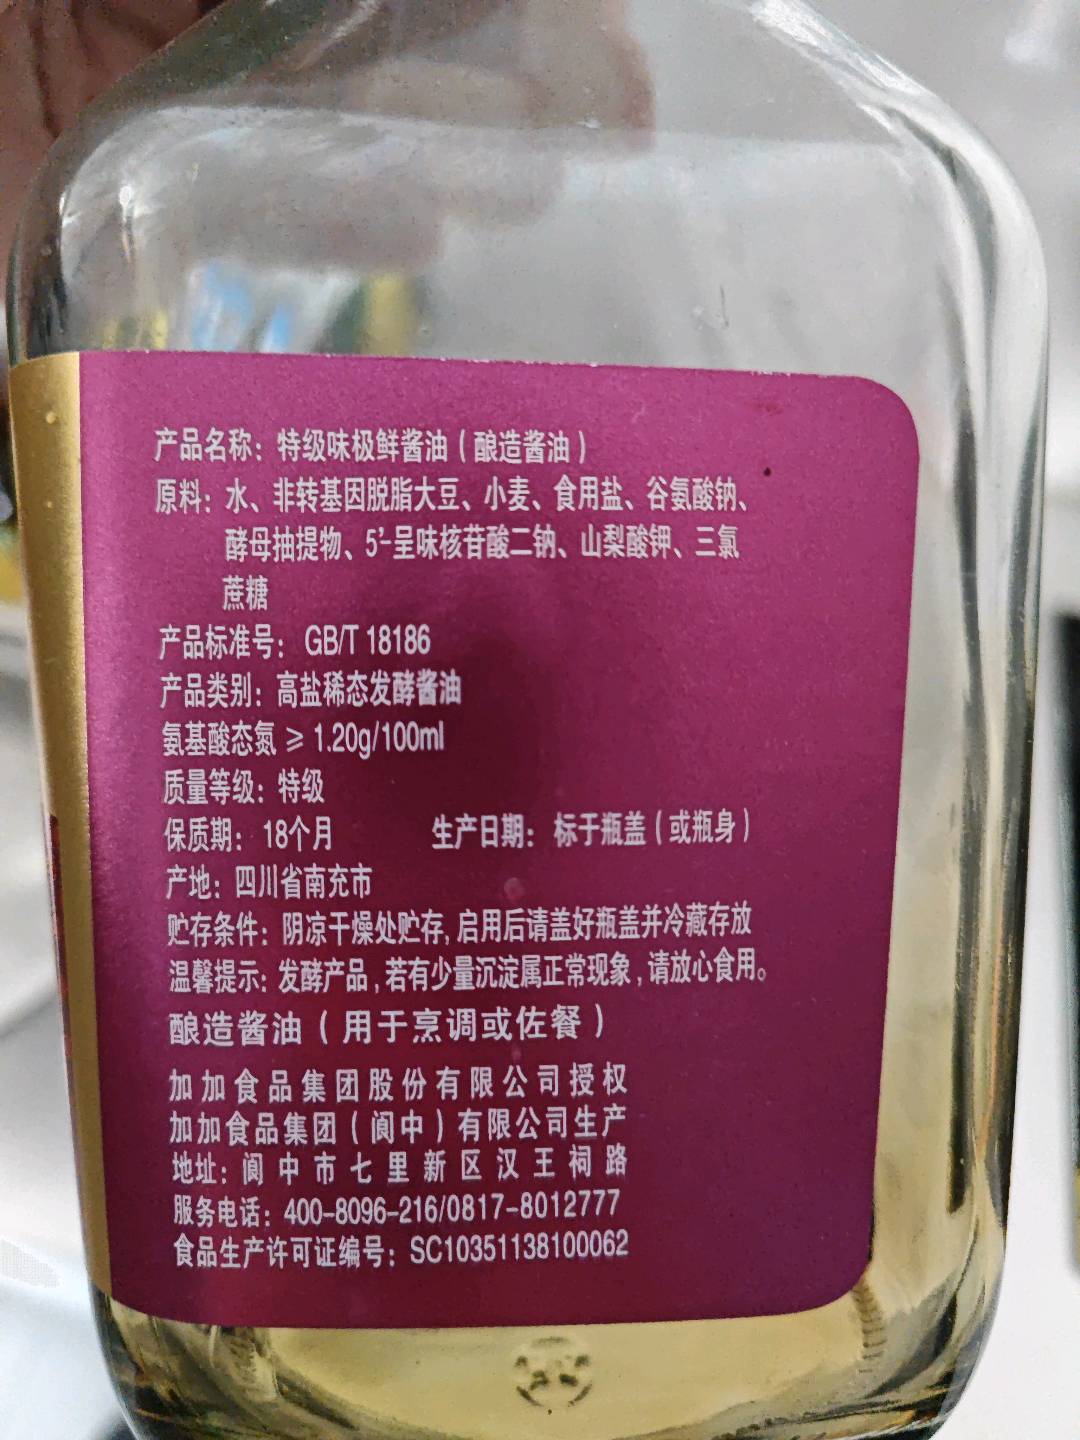 产品名称：特级味极鲜酱油（酿造酱油）
原料：水、非转基因脱脂大豆、小麦、食用盐、谷氨酸钠、
酵母抽提物、5'-呈味核苷酸二钠、山梨酸钾、三氯
蔗糖
产品标准号：GB/T 18186
产品类别：高盐稀态发酵酱油
氨基酸态氮≥1.20g/100ml
质量等级：特级
保质期：18个月 生产日期：标于瓶盖（或瓶身）
产地：四川省南充市
贮存条件：阴凉干燥处贮存,启用后请盖好瓶盖并冷藏存放
温馨提示：发酵产品,若有少量沉淀属正常现象,请放心食用。
酿造酱油（用于烹调或佐餐）
加加食品集团股份有限公司授权
加加食品集团（阆中）有限公司生产
地址：阆中市七里新区汉王祠路
服务电话：400-8096-216/0817-8012777
食品生产许可证编号：SC10351138100062